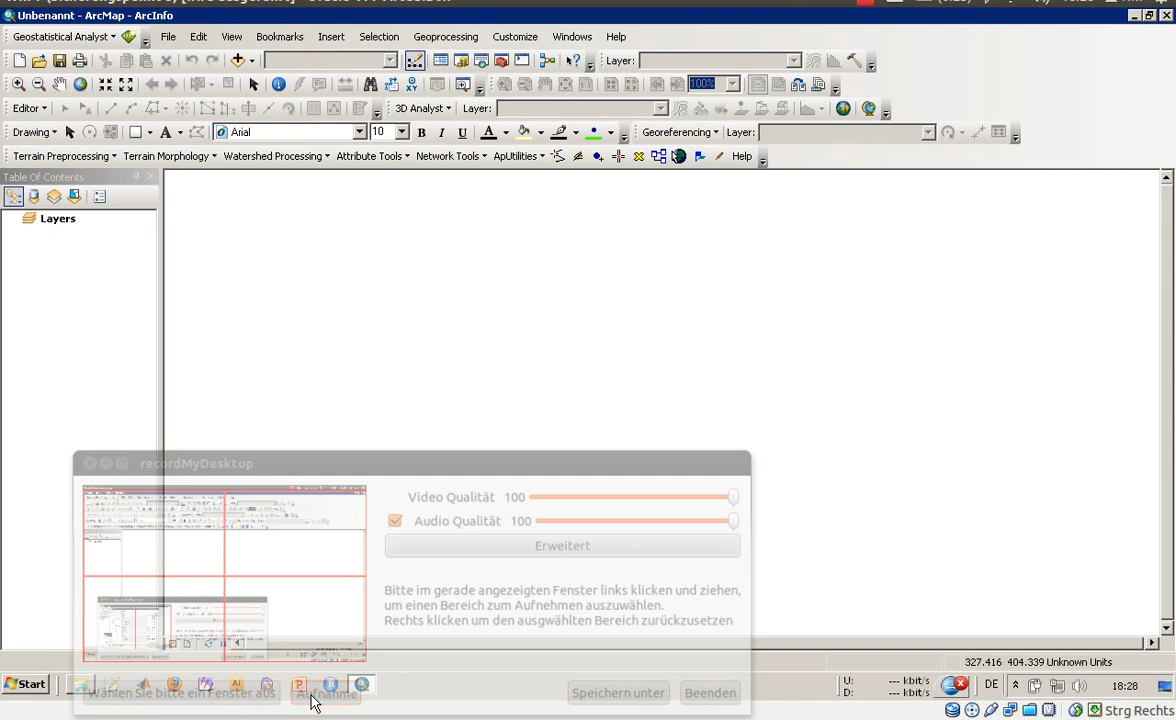 Unbenannt - ArcMap - ArcInfo
Geostatistical Analyst File Edit View Bookmarks Insert Selection Geoprocessing Customize Windows Help
Layer:
100%
Editor 3D Analyst Layer:
Drawing Arial 10 B I U A Georeferencing Layer:
Terrain Preprocessing Terrain Morphology Watershed Processing Attribute Tools Network Tools ApUtilities Help
Table Of Contents
Layers
recordMyDesktop
Video Qualität 100
Audio Qualität 100
Erweitert
Bitte im gerade angezeigten Fenster links klicken und ziehen,
um einen Bereich zum Aufnehmen auszuwählen.
Rechts klicken um den ausgwählten Bereich zurückzusetzen
Wählen Sie bitte ein Fenster aus Aufnahme Speichern unter Beenden
327.416 404.339 Unknown Units
Start
U: --- kbit/s
D: --- kbit/s
DE 18:28
Strg Rechts